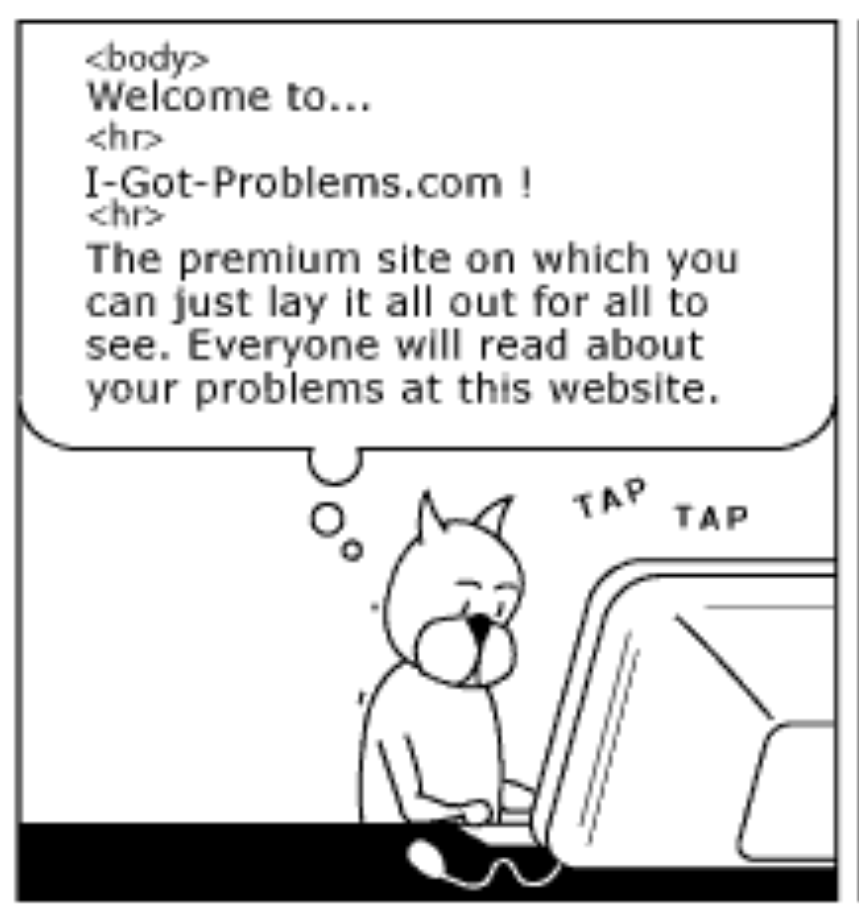 <body>
Welcome to...
<hr>
I-Got-Problems.com !
<hr>
The premium site on which you
can just lay it all out for all to
see. Everyone will read about
your problems at this website.
TAP
TAP